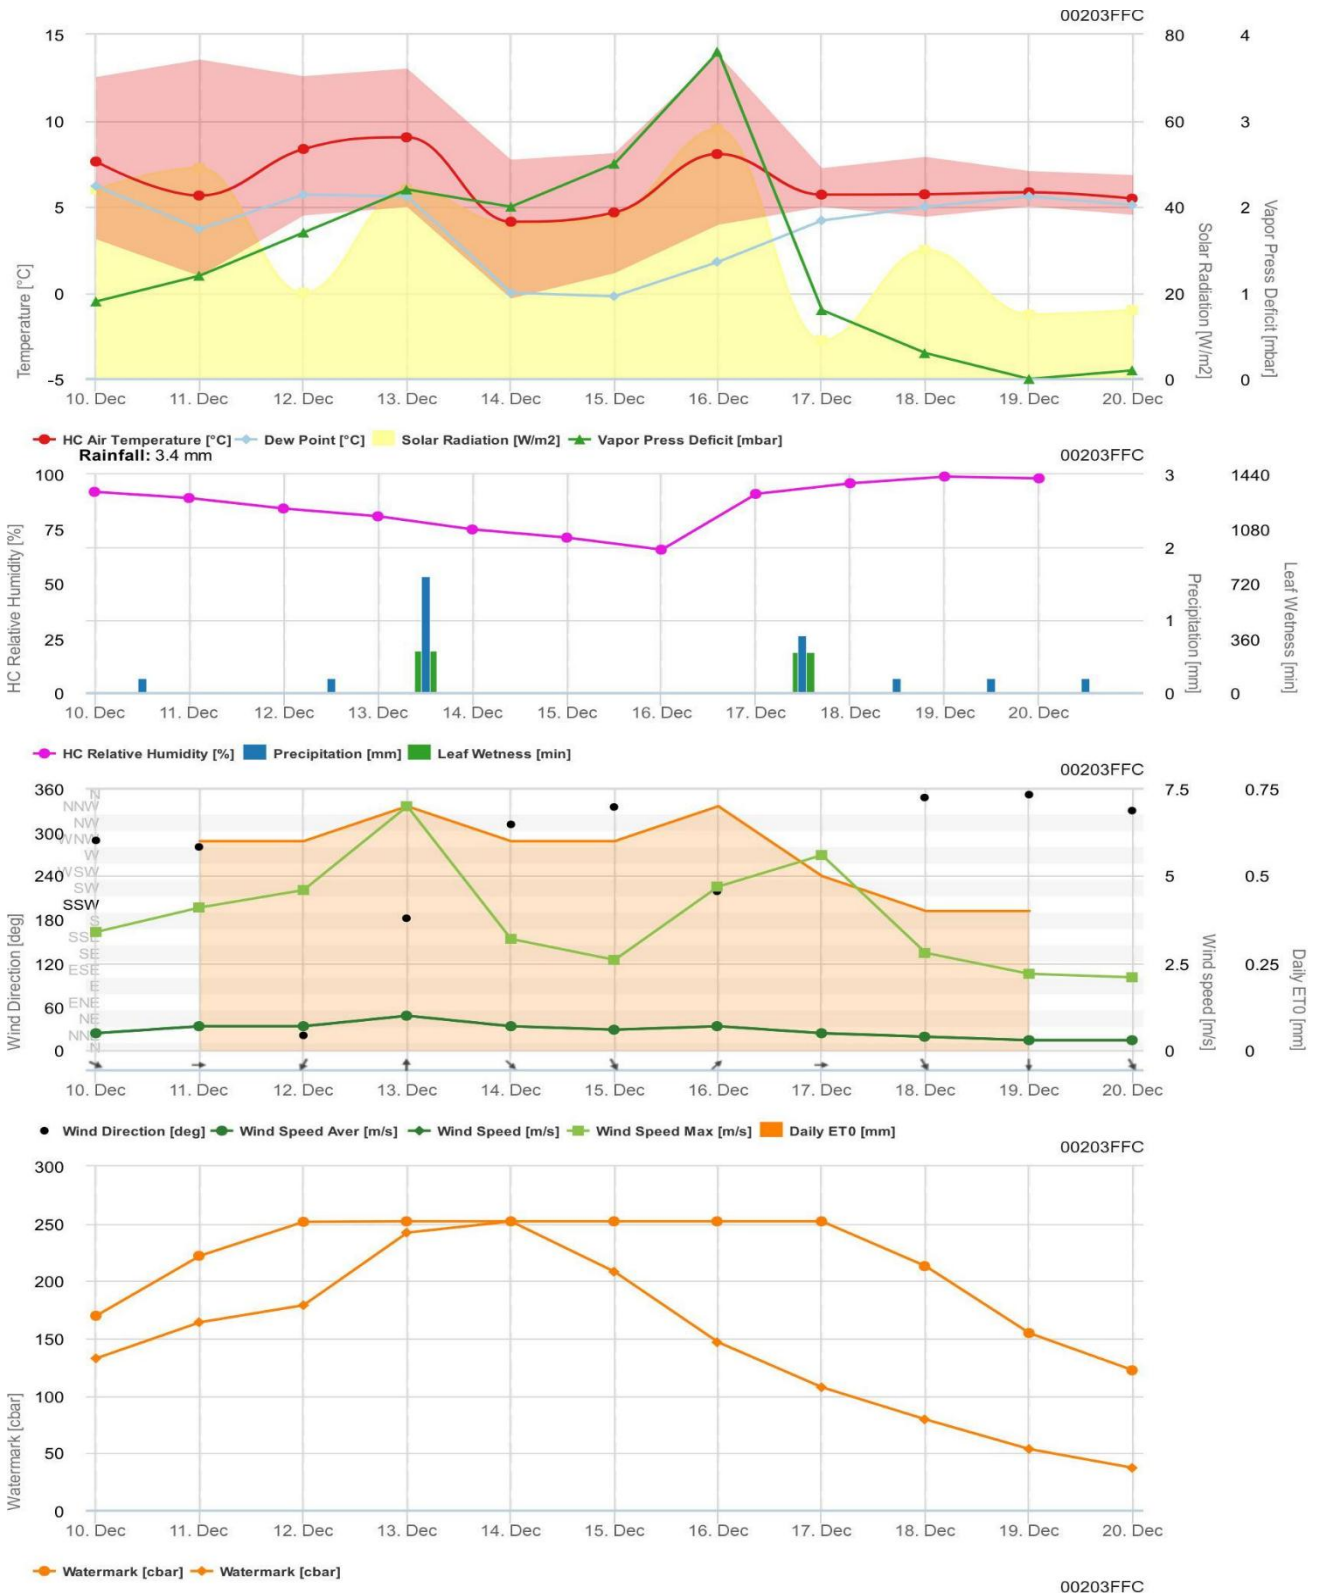 00203FFC
15 80 4
10 60 3
5 40 2
0 20 1
-5 0 0
Temperature [°C]
Solar Radiation [W/m2]
Vapor Press Deficit [mbar]
10. Dec 11. Dec 12. Dec 13. Dec 14. Dec 15. Dec 16. Dec 17. Dec 18. Dec 19. Dec 20. Dec
HC Air Temperature [°C] Dew Point [°C] Solar Radiation [W/m2] Vapor Press Deficit [mbar]
Rainfall: 3.4 mm 00203FFC
100 3 1440
75 1080
2
50 720
1
25 360
0 0 0
HC Relative Humidity [%]
Precipitation [mm]
Leaf Wetness [min]
10. Dec 11. Dec 12. Dec 13. Dec 14. Dec 15. Dec 16. Dec 17. Dec 18. Dec 19. Dec 20. Dec
HC Relative Humidity [%] Precipitation [mm] Leaf Wetness [min]
00203FFC
360 N 7.5 0.75
NNW
NW
300 WNW
W
WSW
240 5 0.5
SW
SSW
180 S
SSE
SE
120 2.5 0.25
ESE
E
ENE
60
NE
NNE
0 N 0 0
Wind Direction [deg]
Wind speed [m/s]
Daily ET0 [mm]
10. Dec 11. Dec 12. Dec 13. Dec 14. Dec 15. Dec 16. Dec 17. Dec 18. Dec 19. Dec 20. Dec
Wind Direction [deg] Wind Speed Aver [m/s] Wind Speed [m/s] Wind Speed Max [m/s] Daily ET0 [mm]
00203FFC
300
250
200
150
100
50
0
Watermark [cbar]
10. Dec 11. Dec 12. Dec 13. Dec 14. Dec 15. Dec 16. Dec 17. Dec 18. Dec 19. Dec 20. Dec
Watermark [cbar] Watermark [cbar]
00203FFC